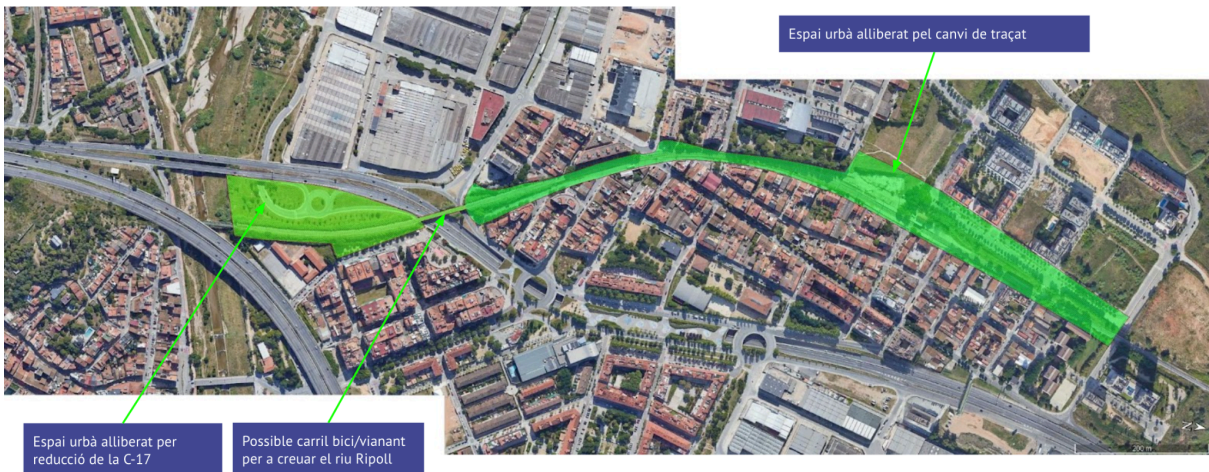 Espai urbà alliberat pel canvi de traçat
Espai urbà alliberat per
reducció de la C-17
Possible carril bici/vianant
per a creuar el riu Ripoll
200 m